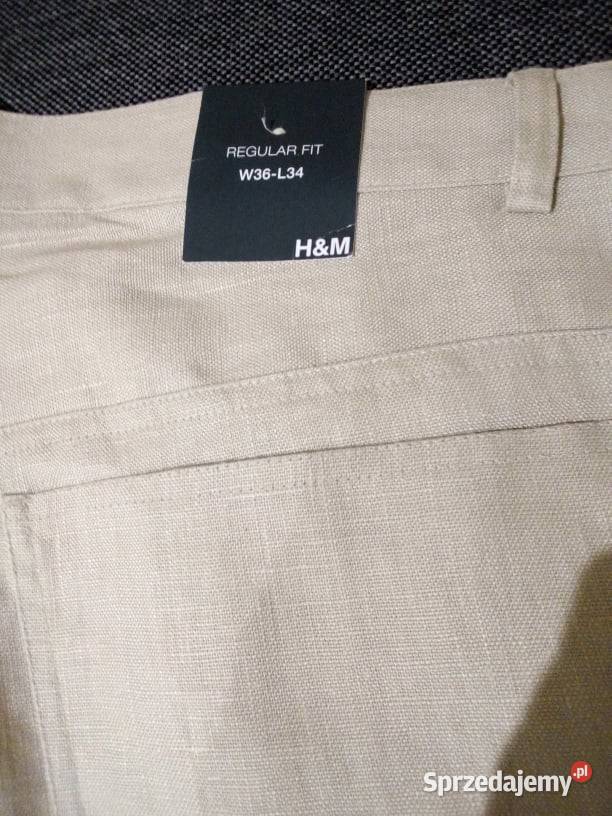 REGULAR FIT
W36-L34
H&M
Sprzedajemy.pl